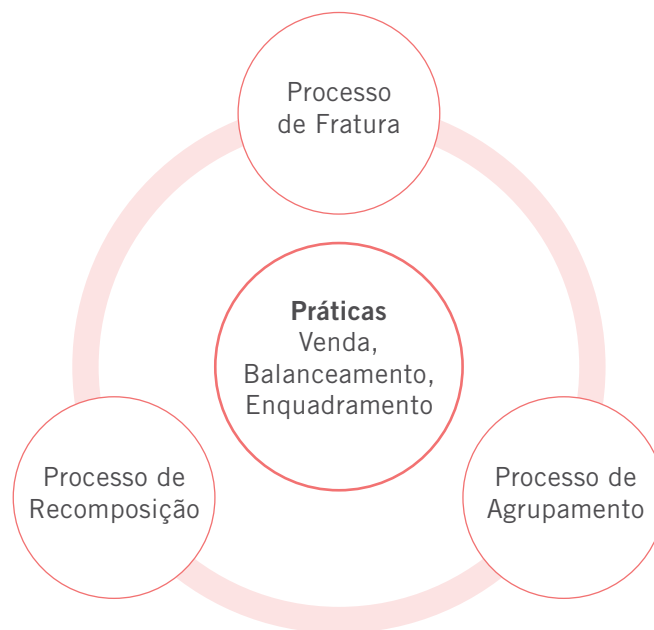 Processo
de Fratura
Práticas
Venda,
Balanceamento,
Enquadramento
Processo de
Recomposição
Processo de
Agrupamento